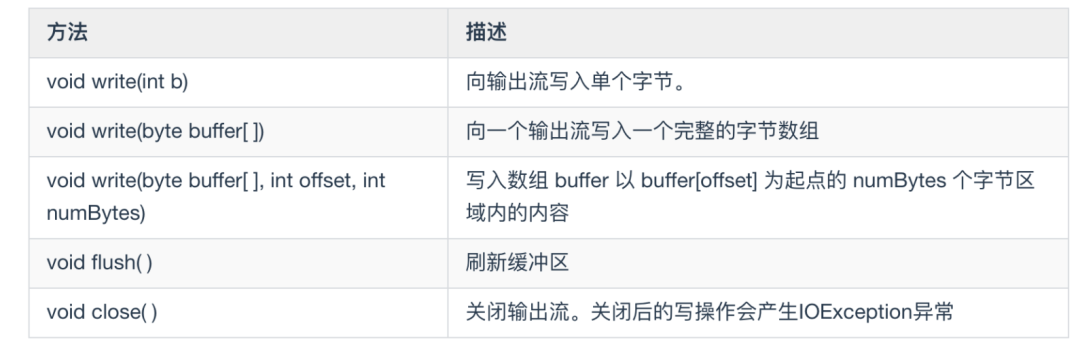 方法 描述
void write(int b) 向输出流写入单个字节。
void write(byte buffer[ ]) 向一个输出流写入一个完整的字节数组
void write(byte buffer[ ], int offset, int
numBytes)
写入数组 buffer 以 buffer[offset] 为起点的 numBytes 个字节区
域内的内容
void flush( ) 刷新缓冲区
void close( ) 关闭输出流。关闭后的写操作会产生IOException异常